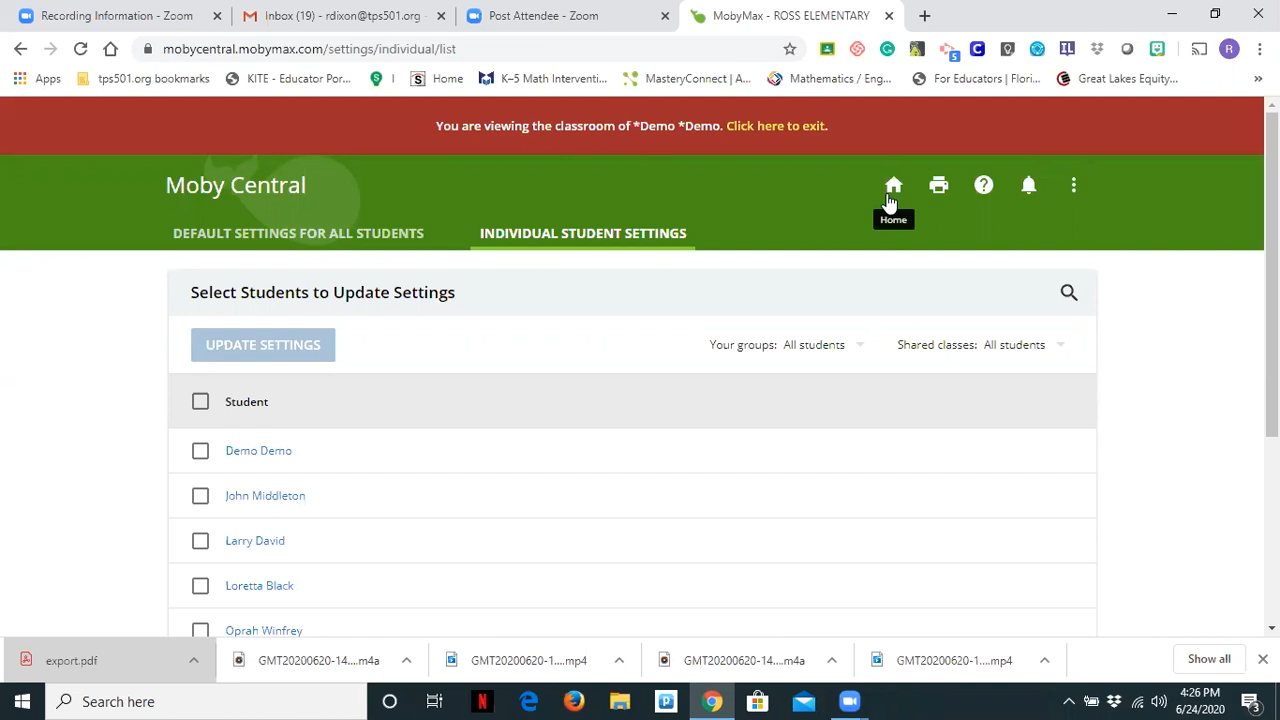 Recording Information - Zoom
Inbox (19) - rdixon@tps501.org
Post Attendee - Zoom
MobyMax - ROSS ELEMENTARY
mobycentral.mobymax.com/settings/individual/list
5
R
Apps
tps501.org bookmarks
KITE - Educator Por...
I
Home
K–5 Math Interventi...
MasteryConnect | A...
Mathematics / Eng...
For Educators | Flori...
Great Lakes Equity...
»
You are viewing the classroom of *Demo *Demo. Click here to exit.
Moby Central
Home
DEFAULT SETTINGS FOR ALL STUDENTS
INDIVIDUAL STUDENT SETTINGS
Select Students to Update Settings
UPDATE SETTINGS
Your groups: All students
Shared classes: All students
Student
Demo Demo
John Middleton
Larry David
Loretta Black
Oprah Winfrey
export.pdf
GMT20200620-14....m4a
GMT20200620-1....mp4
GMT20200620-14....m4a
GMT20200620-1....mp4
Show all
Search here
4:26 PM
6/24/2020
3